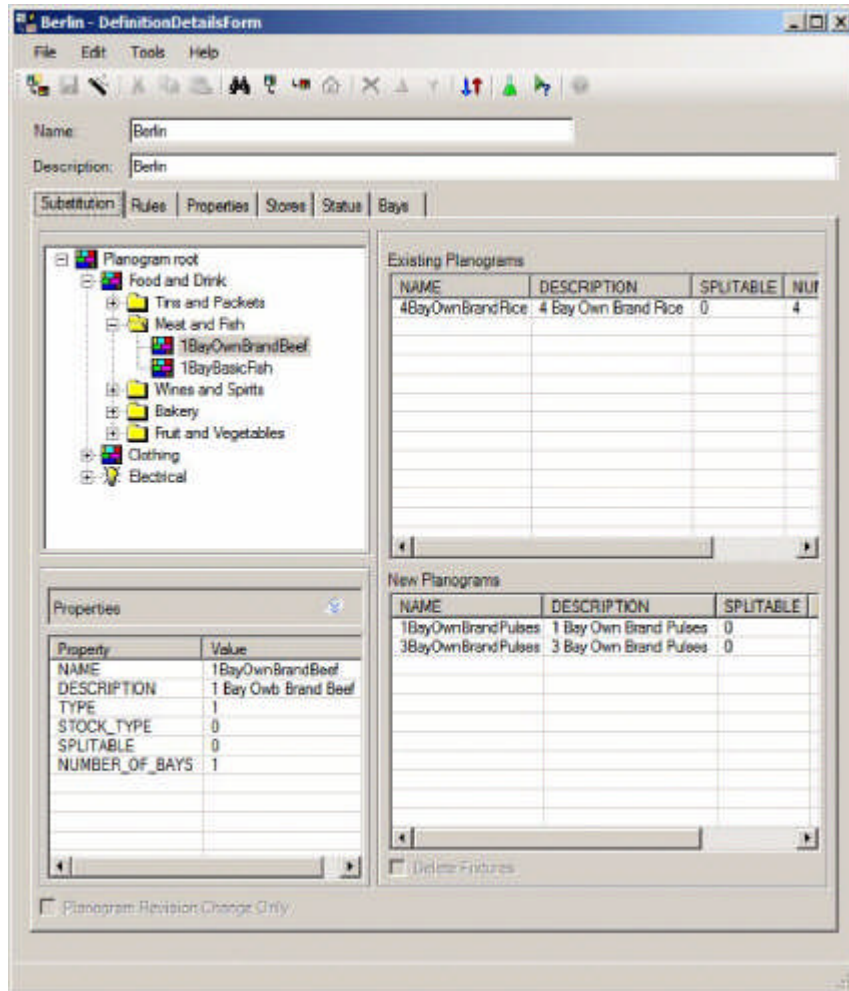 Berlin - DefinitionDetailsForm
File Edit Tools Help
Name: Berlin
Description: Berlin
Substitution Rules Properties Stores Status Bays
Planogram root
Food and Drink
Tins and Packets
Meat and Fish
1BayOwnBrandBeef
1BayBasicFish
Wines and Spirits
Bakery
Fruit and Vegetables
Clothing
Electrical
Properties
Property Value
NAME 1BayOwnBrandBeef
DESCRIPTION 1 Bay Owb Brand Beef
TYPE 1
STOCK_TYPE 0
SPLITABLE 0
NUMBER_OF_BAYS 1
Existing Planograms
NAME DESCRIPTION SPLITABLE NUM
4BayOwnBrandRice 4 Bay Own Brand Rice 0 4
New Planograms
NAME DESCRIPTION SPLITABLE
1BayOwnBrandPulses 1 Bay Own Brand Pulses 0
3BayOwnBrandPulses 3 Bay Own Brand Pulses 0
Delete Fixtures
Planogram Revision Change Only